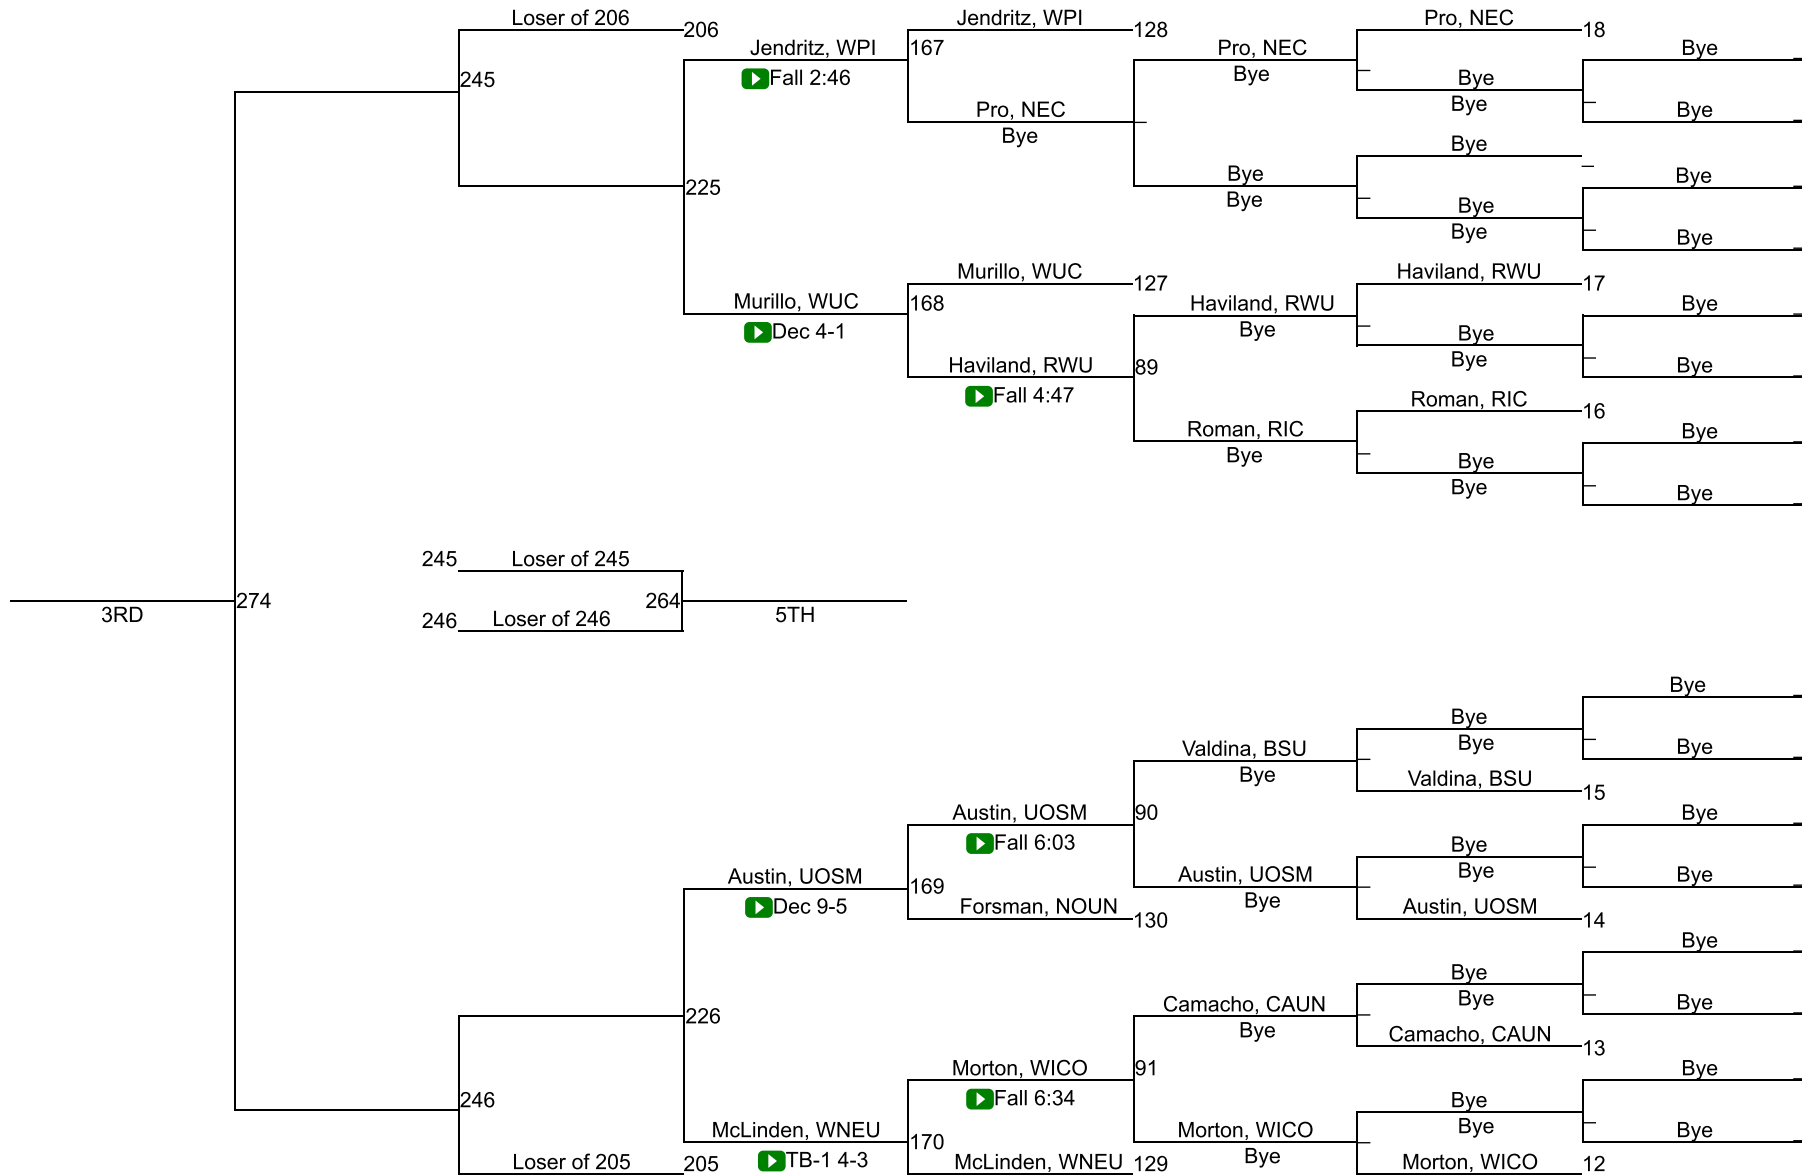 Loser of 206
206
Jendritz, WPI
128
Pro, NEC
18
Jendritz, WPI
167
Pro, NEC
Bye
Fall 2:46
Bye
245
Bye
Bye
Pro, NEC
Bye
Bye
Bye
Bye
Bye
Bye
225
Bye
Bye
Bye
Bye
Murillo, WUC
127
Haviland, RWU
17
Murillo, WUC
168
Haviland, RWU
Bye
Dec 4-1
Bye
Bye
Haviland, RWU
89
Bye
Bye
Fall 4:47
Roman, RIC
16
Roman, RIC
Bye
Bye
Bye
Bye
Bye
245
Loser of 245
274
264
3RD
246
Loser of 246
5TH
Bye
Bye
Valdina, BSU
Bye
Bye
Bye
Valdina, BSU
15
Austin, UOSM
90
Bye
Fall 6:03
Bye
Austin, UOSM
169
Austin, UOSM
Bye
Bye
Dec 9-5
Forsman, NOUN
130
Bye
Austin, UOSM
14
Bye
Bye
226
Camacho, CAUN
Bye
Bye
Bye
Camacho, CAUN
13
Morton, WICO
91
Bye
246
Fall 6:34
Bye
McLinden, WNEU
170
Morton, WICO
Bye
Bye
Loser of 205
205
TB-1 4-3
McLinden, WNEU
129
Bye
Morton, WICO
12